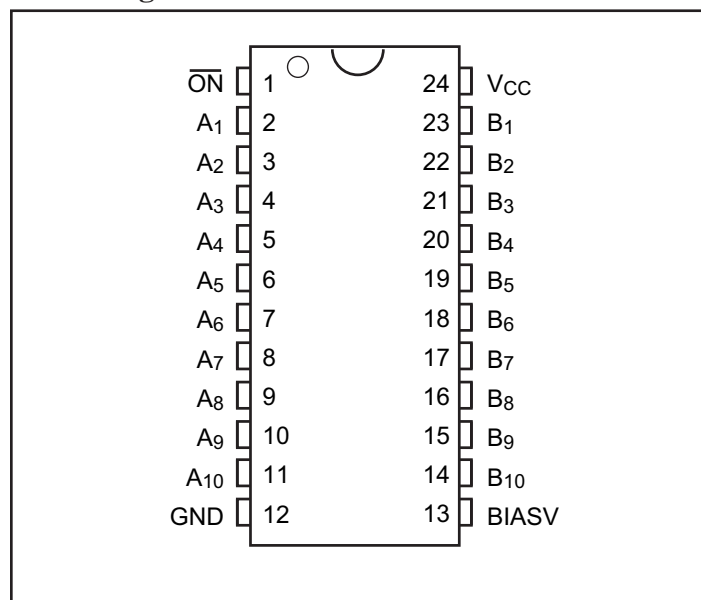 O̅N̅ 1 24 VCC
A1 2 23 B1
A2 3 22 B2
A3 4 21 B3
A4 5 20 B4
A5 6 19 B5
A6 7 18 B6
A7 8 17 B7
A8 9 16 B8
A9 10 15 B9
A10 11 14 B10
GND 12 13 BIASV